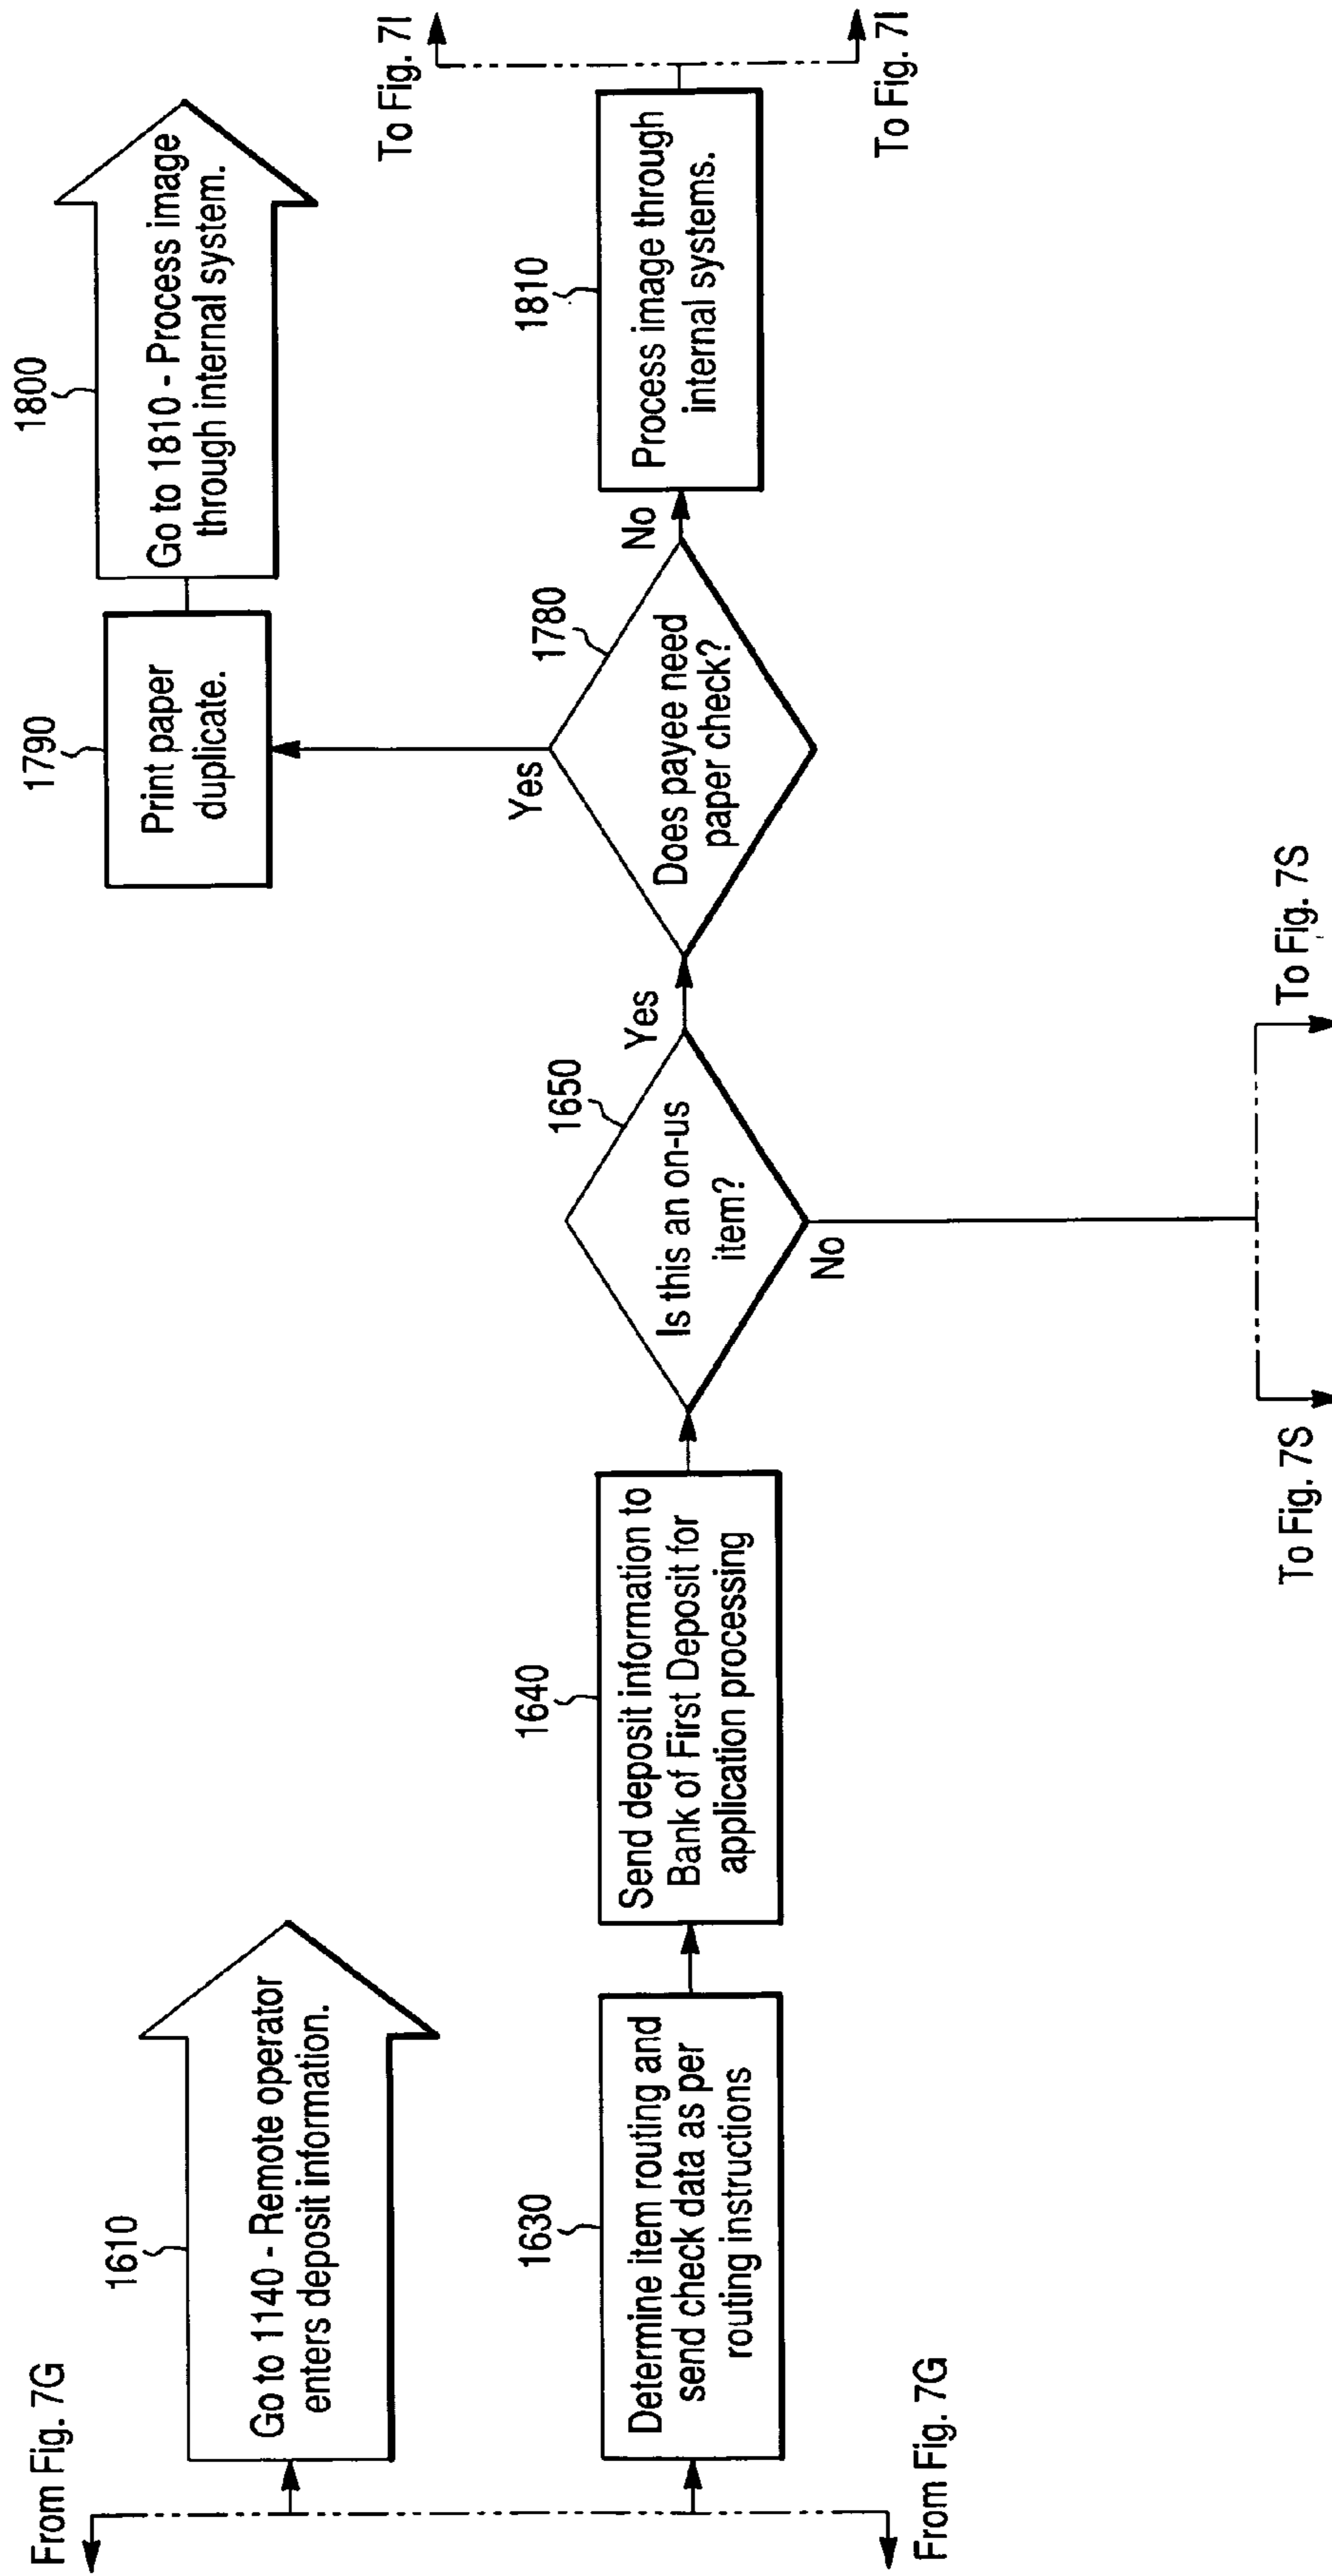 From Fig. 7G
1610
Go to 1140 - Remote operator
enters deposit information.
1630
Determine item routing and
send check data as per
routing instructions
From Fig. 7G
1640
Send deposit information to
Bank of First Deposit for
application processing
1650
Is this an on-us
item?
Yes
No
To Fig. 7S
To Fig. 7S
1780
Does payee need
paper check?
Yes
No
1790
Print paper
duplicate.
1800
Go to 1810 - Process image
through internal system.
1810
Process image through
internal systems.
To Fig. 7I
To Fig. 7I